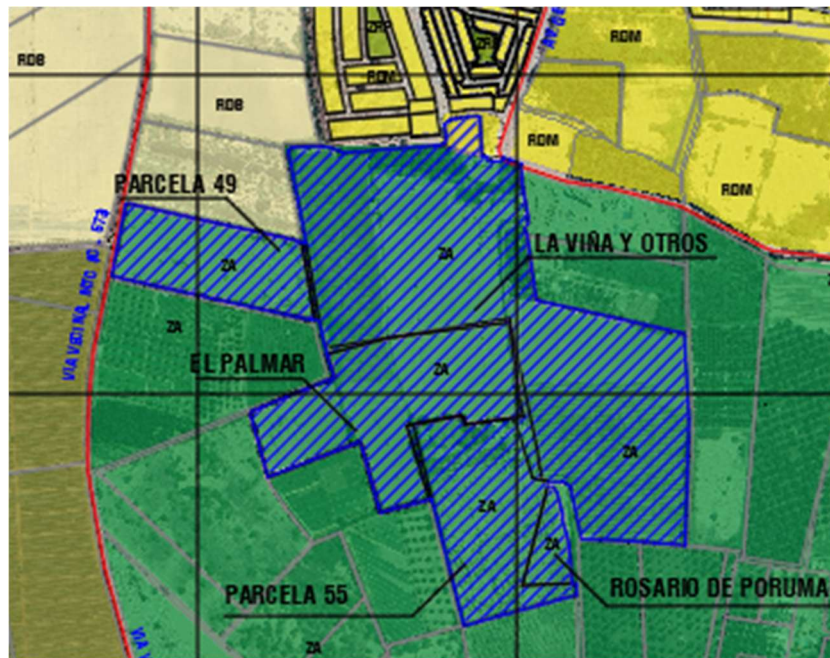 ZRP
RDM
RDB
RDM
RDB
RDM
RDM
PARCELA 49
LA VIÑA Y OTROS
ZA
ZA
ZA
EL PALMAR
ZA
ZA
ZA
ZA
PARCELA 55
ROSARIO DE PORUMA
ZA